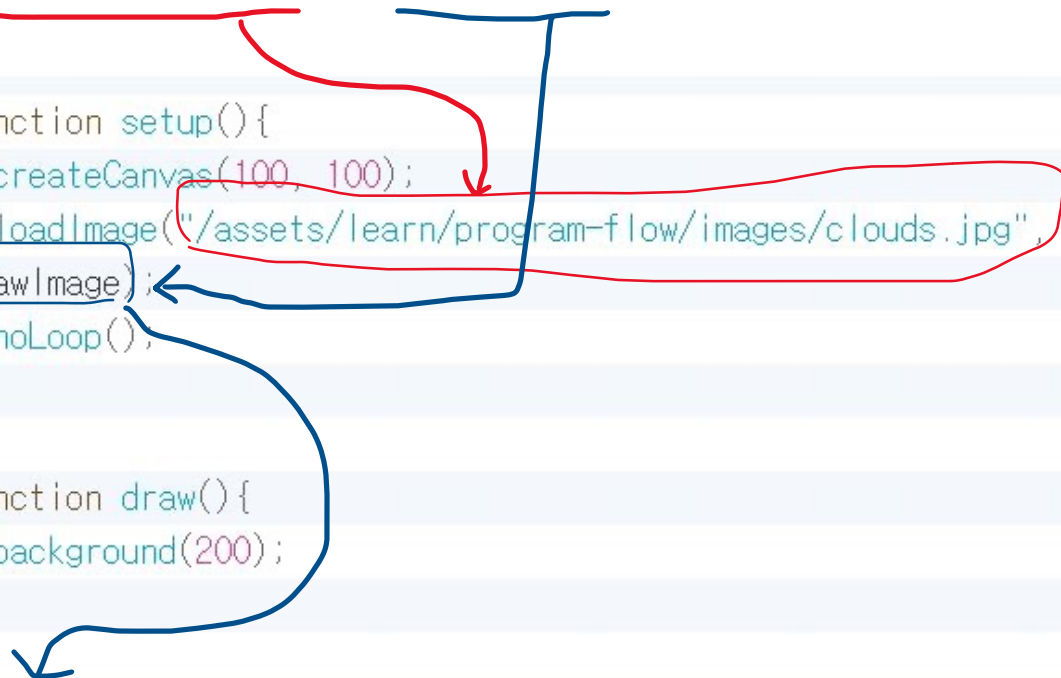 nction setup(){
createCanvas(100, 100);
loadImage("/assets/learn/program-flow/images/clouds.jpg",
awImage);
noLoop();
nction draw(){
background(200);